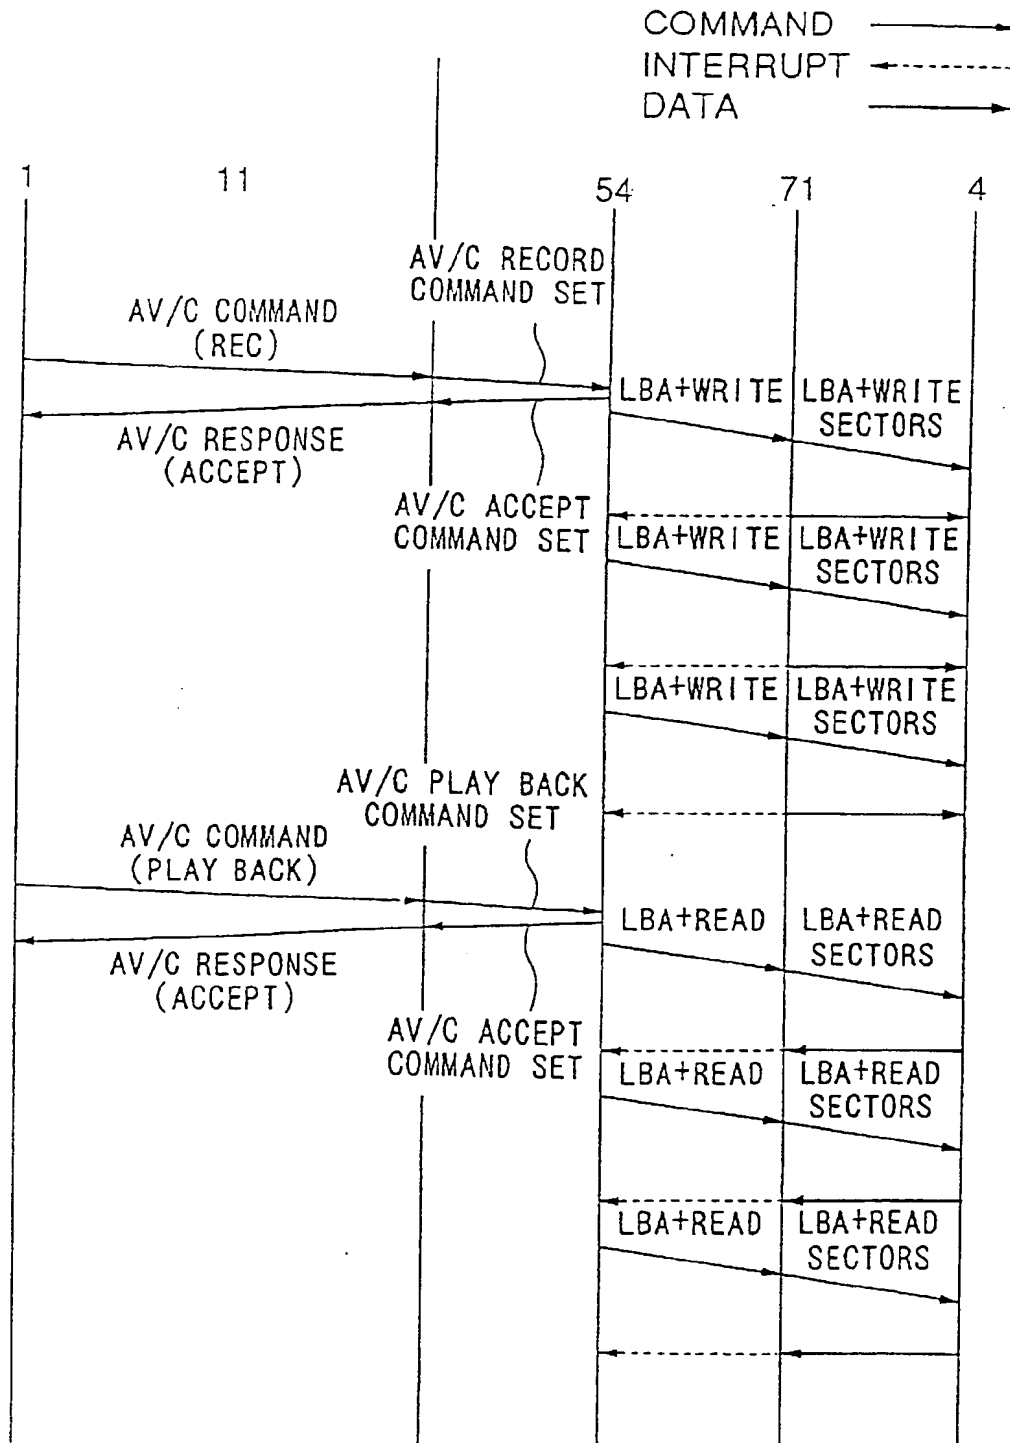 COMMAND
INTERRUPT
DATA
1
11
54
71
4
AV/C RECORD
COMMAND SET
AV/C COMMAND
(REC)
LBA+WRITE
LBA+WRITE
SECTORS
AV/C RESPONSE
(ACCEPT)
AV/C ACCEPT
COMMAND SET
LBA+WRITE
LBA+WRITE
SECTORS
LBA+WRITE
LBA+WRITE
SECTORS
AV/C PLAY BACK
COMMAND SET
AV/C COMMAND
(PLAY BACK)
LBA+READ
LBA+READ
SECTORS
AV/C RESPONSE
(ACCEPT)
AV/C ACCEPT
COMMAND SET
LBA+READ
LBA+READ
SECTORS
LBA+READ
LBA+READ
SECTORS